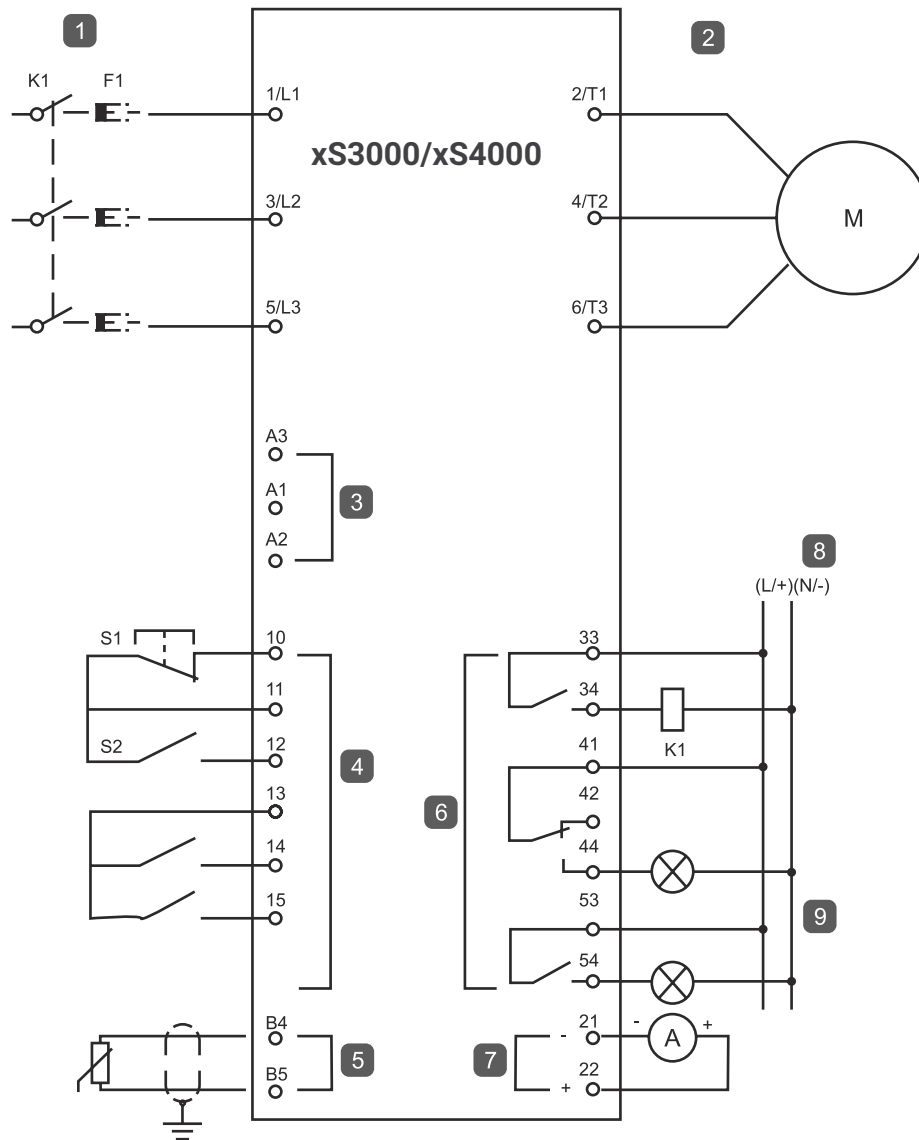 1
2
K1 F1
1/L1
2/T1
xS3000/xS4000
3/L2
4/T2
M
5/L3
6/T3
A3
A1
3
A2
8
(L/+)(N/-)
S1
10
33
11
34
S2
12
K1
41
4
13
42
6
14
44
15
53
9
54
B4
21
-
+
-
A
5
7
B5
22
+